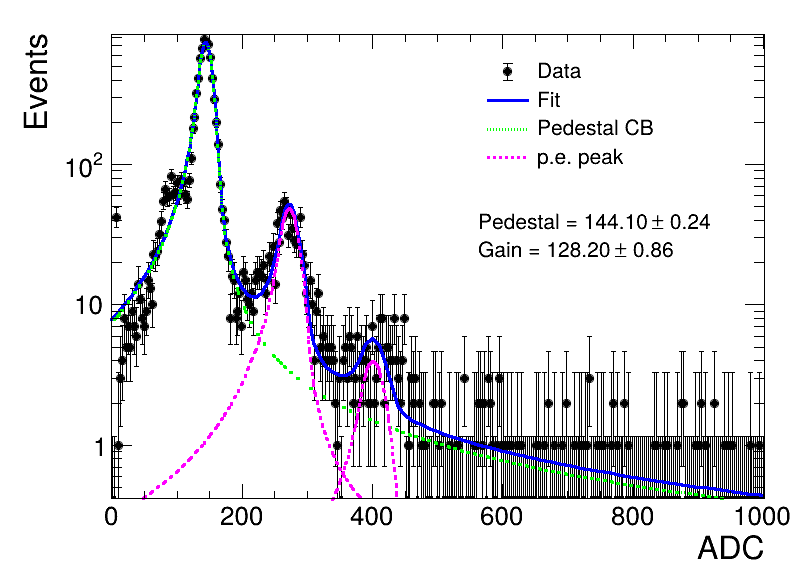 Events
Data
Fit
Pedestal CB
p.e. peak
10²
Pedestal = 144.10 ± 0.24
Gain = 128.20 ± 0.86
10
1
0 200 400 600 800 1000
ADC